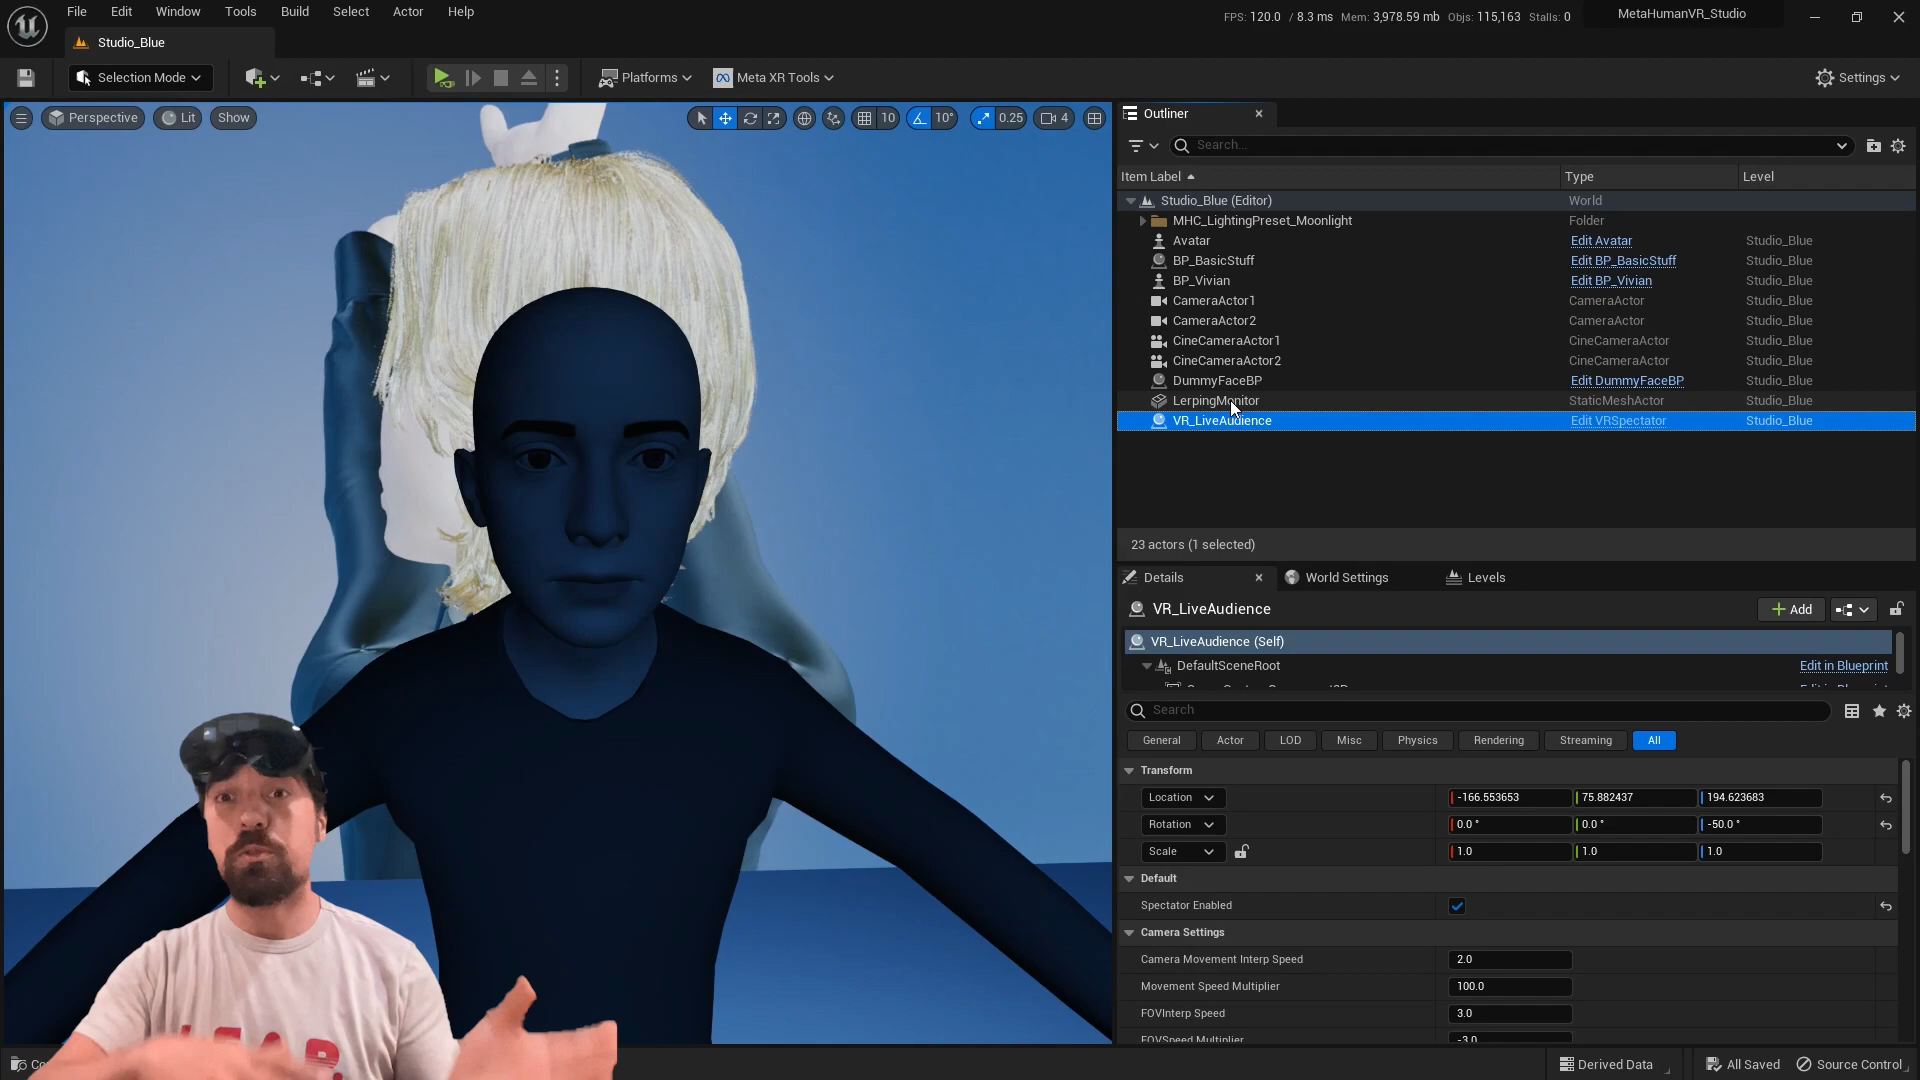 File Edit Window Tools Build Select Actor Help
FPS: 120.0 / 8.3 ms Mem: 3,978.59 mb Objs: 115,163 Stalls: 0
MetaHumanVR_Studio
Studio_Blue
Selection Mode
Platforms
Meta XR Tools
Settings
Perspective
Lit
Show
10
10°
0.25
4
Outliner
Search...
Item Label Type Level
Studio_Blue (Editor) World
MHC_LightingPreset_Moonlight Folder
Avatar Edit Avatar Studio_Blue
BP_BasicStuff Edit BP_BasicStuff Studio_Blue
BP_Vivian Edit BP_Vivian Studio_Blue
CameraActor1 CameraActor Studio_Blue
CameraActor2 CameraActor Studio_Blue
CineCameraActor1 CineCameraActor Studio_Blue
CineCameraActor2 CineCameraActor Studio_Blue
DummyFaceBP Edit DummyFaceBP Studio_Blue
LerpingMonitor StaticMeshActor Studio_Blue
VR_LiveAudience Edit VRSpectator Studio_Blue
23 actors (1 selected)
Details
World Settings
Levels
VR_LiveAudience
Add
VR_LiveAudience (Self)
DefaultSceneRoot Edit in Blueprint
Search
General Actor LOD Misc Physics Rendering Streaming All
Transform
Location -166.553653 75.882437 194.623683
Rotation 0.0 ° 0.0 ° -50.0 °
Scale 1.0 1.0 1.0
Default
Spectator Enabled
Camera Settings
Camera Movement Interp Speed 2.0
Movement Speed Multiplier 100.0
FOVInterp Speed 3.0
FOVSpeed Multiplier -3.0
Derived Data
All Saved
Source Control